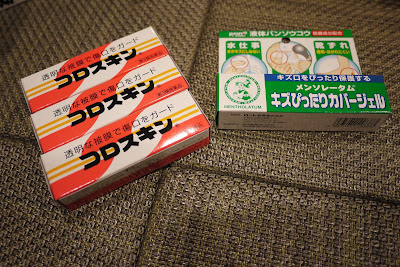 透明な被膜で傷口をガード
コロスキン
透明な被膜で傷口をガード
コロスキン
透明な被膜で傷口をガード
コロスキン
液体バンソウコウ
水仕事
靴ずれ
キズ口をぴったり保護する
メンソレータム
キズぴったりカバージェル
MENTHOLATUM